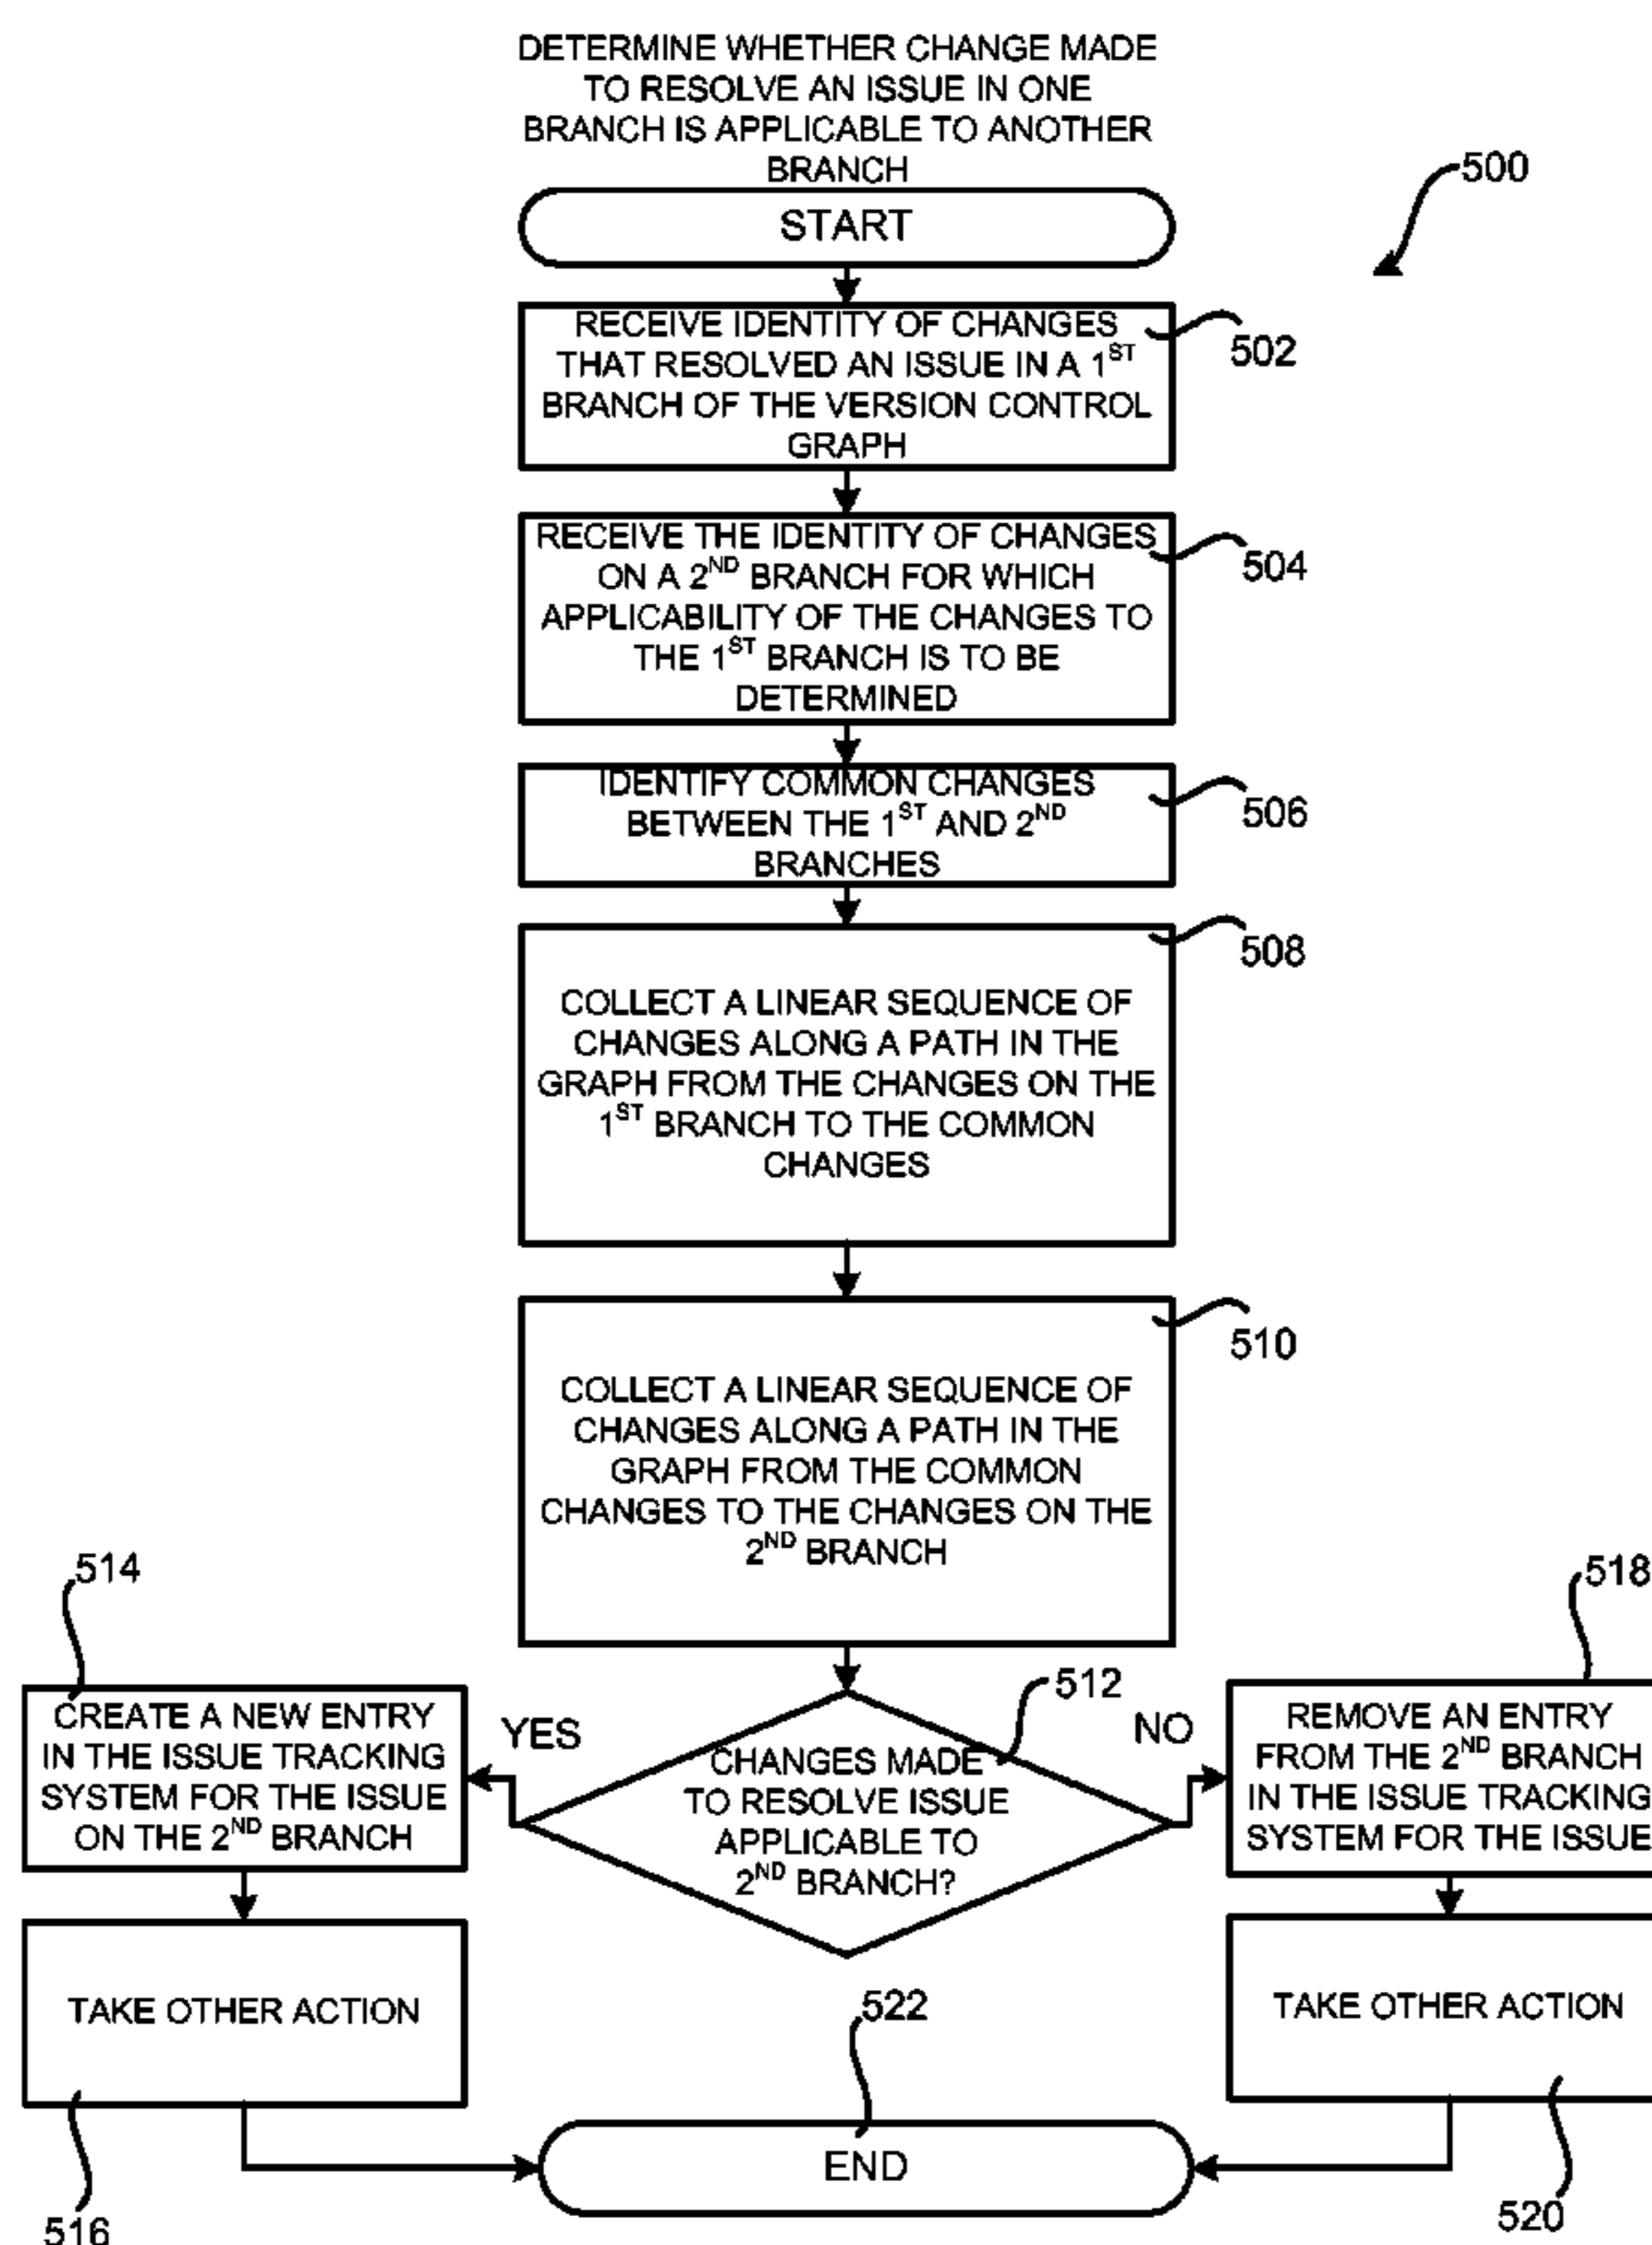 DETERMINE WHETHER CHANGE MADE
TO RESOLVE AN ISSUE IN ONE
BRANCH IS APPLICABLE TO ANOTHER
BRANCH
500
START
RECEIVE IDENTITY OF CHANGES
THAT RESOLVED AN ISSUE IN A 1ST
BRANCH OF THE VERSION CONTROL
GRAPH
502
RECEIVE THE IDENTITY OF CHANGES
ON A 2ND BRANCH FOR WHICH
APPLICABILITY OF THE CHANGES TO
THE 1ST BRANCH IS TO BE
DETERMINED
504
IDENTIFY COMMON CHANGES
BETWEEN THE 1ST AND 2ND
BRANCHES
506
508
COLLECT A LINEAR SEQUENCE OF
CHANGES ALONG A PATH IN THE
GRAPH FROM THE CHANGES ON THE
1ST BRANCH TO THE COMMON
CHANGES
510
COLLECT A LINEAR SEQUENCE OF
CHANGES ALONG A PATH IN THE
GRAPH FROM THE COMMON
CHANGES TO THE CHANGES ON THE
2ND BRANCH
514
CREATE A NEW ENTRY
IN THE ISSUE TRACKING
SYSTEM FOR THE ISSUE
ON THE 2ND BRANCH
YES
512
CHANGES MADE
TO RESOLVE ISSUE
APPLICABLE TO
2ND BRANCH?
NO
518
REMOVE AN ENTRY
FROM THE 2ND BRANCH
IN THE ISSUE TRACKING
SYSTEM FOR THE ISSUE
TAKE OTHER ACTION
516
522
END
TAKE OTHER ACTION
520